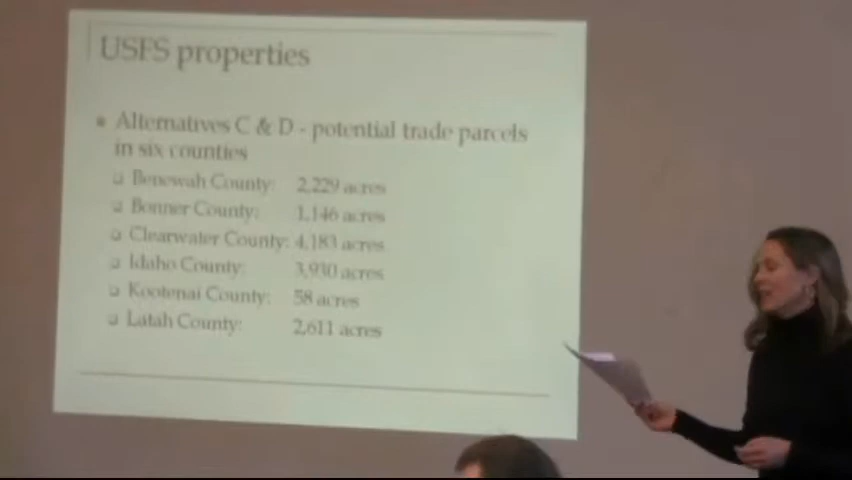 USFS properties
Alternatives C & D - potential trade parcels
in six counties
Benewah County: 2,229 acres
Bonner County: 1,146 acres
Clearwater County: 4,183 acres
Idaho County: 3,930 acres
Kootenai County: 58 acres
Latah County: 2,611 acres